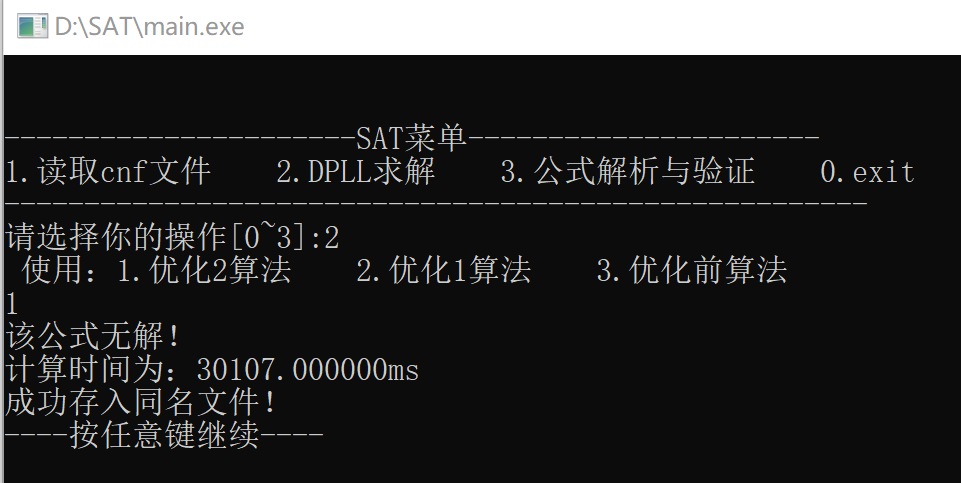 D:\SAT\main.exe
----------------------SAT菜单----------------------
1.读取cnf文件    2.DPLL求解    3.公式解析与验证    0.exit
------------------------------------------------------
请选择你的操作[0~3]:2
 使用：1.优化2算法    2.优化1算法    3.优化前算法
1
该公式无解！
计算时间为：30107.000000ms
成功存入同名文件！
----按任意键继续----